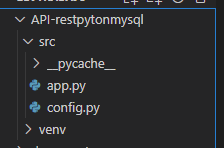 API-restpytonmysql
src
__pycache__
app.py
config.py
venv